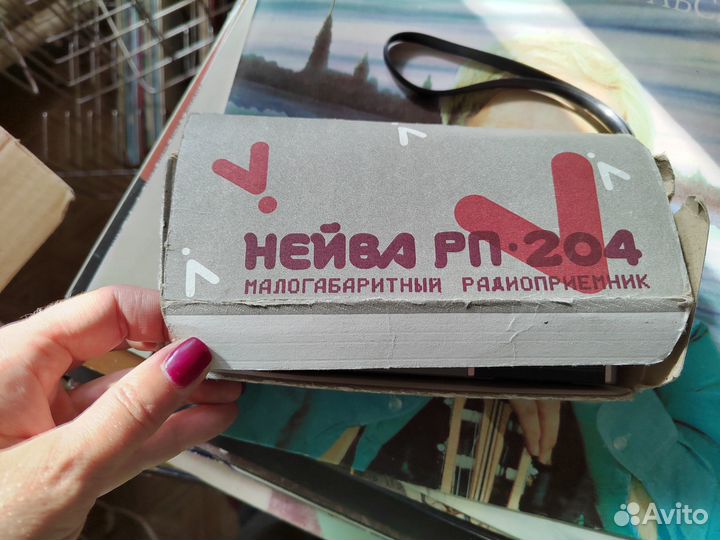 НЕЙВА РП·204
МАЛОГАБАРИТНЫЙ РАДИОПРИЕМНИК
Avito